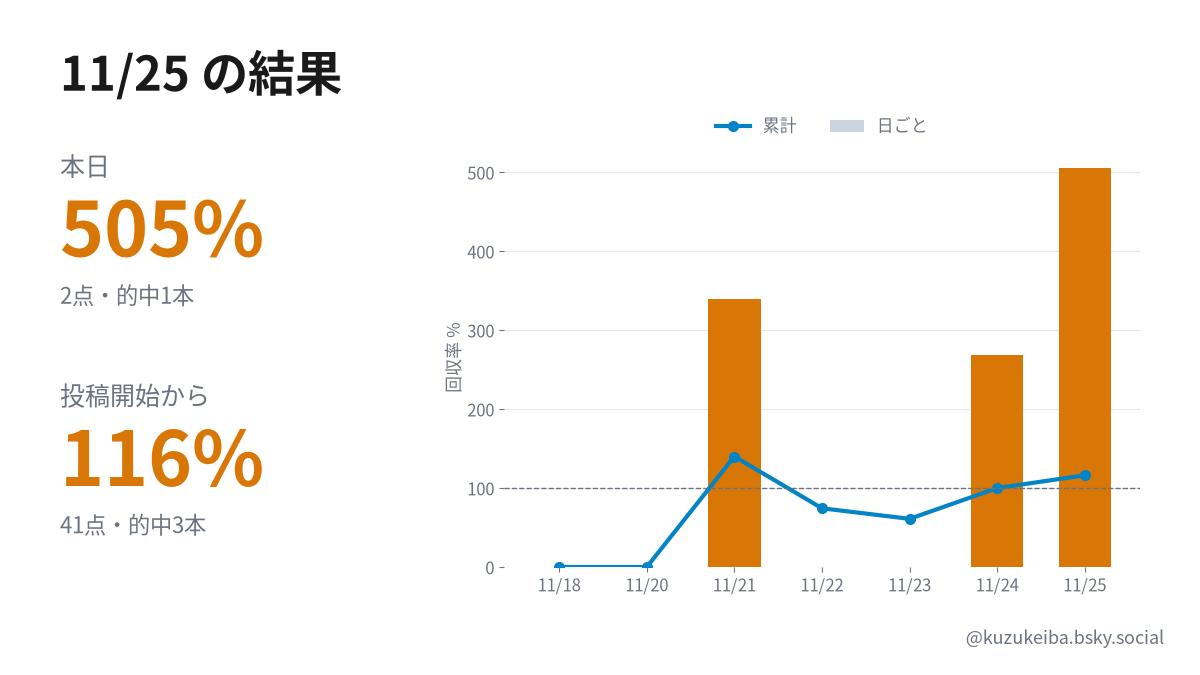 11/25 の結果
本日
505%
2点・的中1本
投稿開始から
116%
41点・的中3本
累計
日ごと
回収率 %
500
400
300
200
100
0
11/18
11/20
11/21
11/22
11/23
11/24
11/25
@kuzukeiba.bsky.social